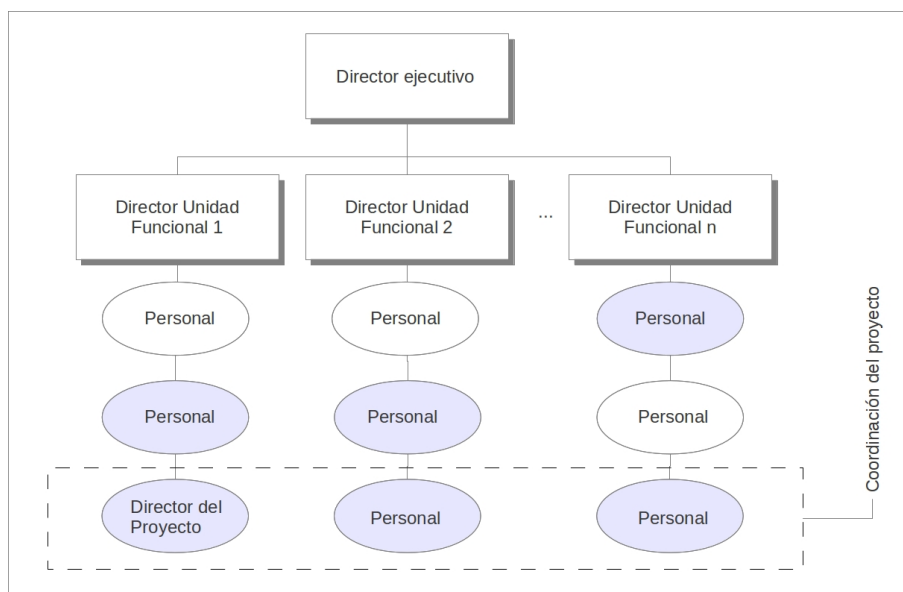 Director ejecutivo
Director Unidad
Funcional 1
Director Unidad
Funcional 2
...
Director Unidad
Funcional n
Personal
Personal
Personal
Personal
Personal
Personal
Director del
Proyecto
Personal
Personal
Coordinación del proyecto